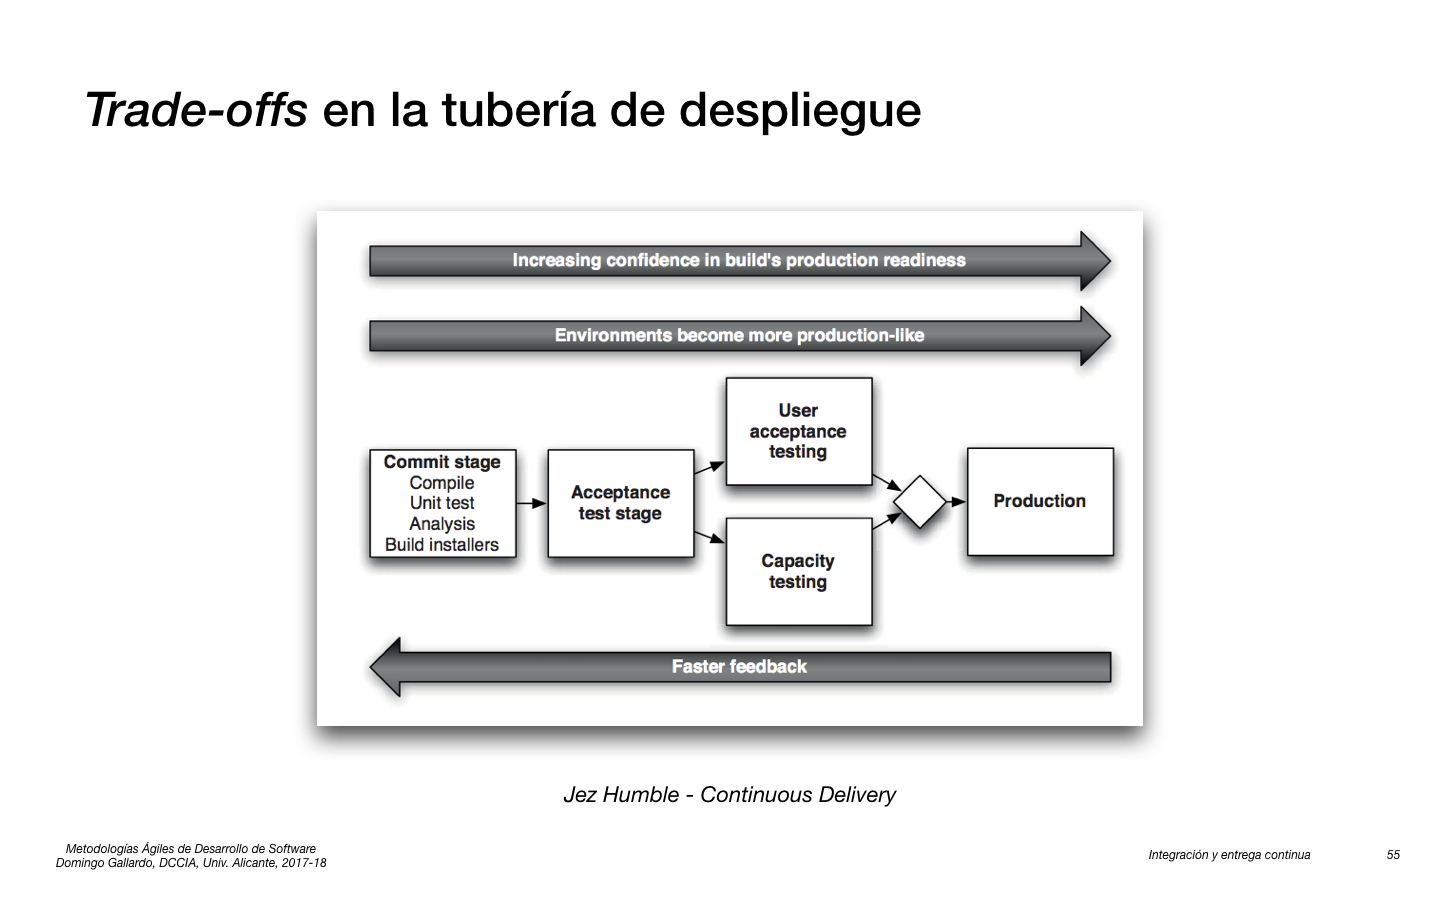 Trade-offs en la tubería de despliegue
Increasing confidence in build's production readiness
Environments become more production-like
Commit stage
Compile
Unit test
Analysis
Build installers
Acceptance
test stage
User
acceptance
testing
Capacity
testing
Production
Faster feedback
Jez Humble - Continuous Delivery
Metodologías Ágiles de Desarrollo de Software
Domingo Gallardo, DCCIA, Univ. Alicante, 2017-18
Integración y entrega continua
55